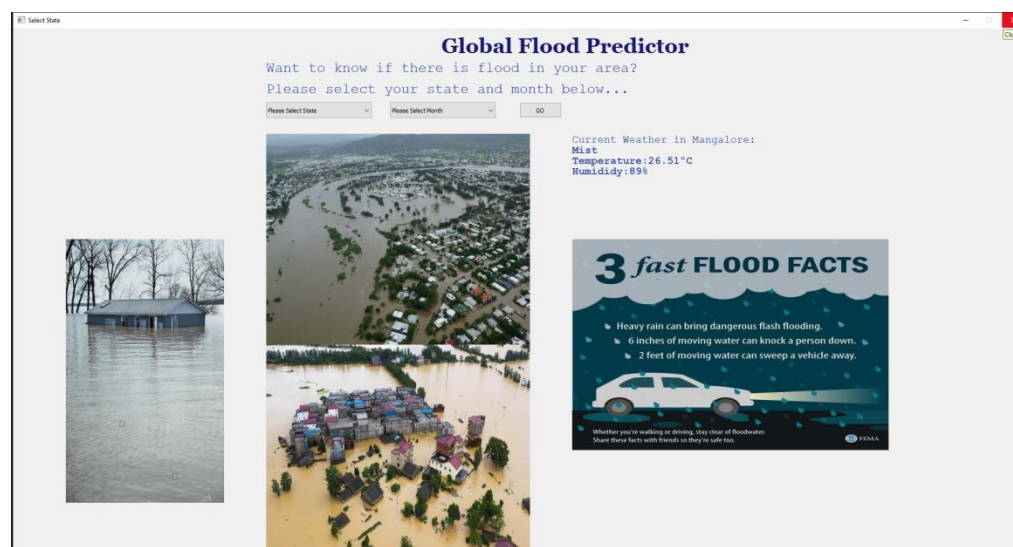 Select State
Clo
Global Flood Predictor
Want to know if there is flood in your area?
Please select your state and month below...
Please Select State
Please Select Month
GO
Current Weather in Mangalore:
Mist
Temperature:26.51"C
Humididy:89%
3 fast FLOOD FACTS
Heavy rain can bring dangerous flash flooding.
6 inches of moving water can knock a person down.
2 feet of moving water can sweep a vehicle away.
Whether you're walking or driving, stay clear of floodwater.
Share these facts with friends so they're safe too.
FEMA